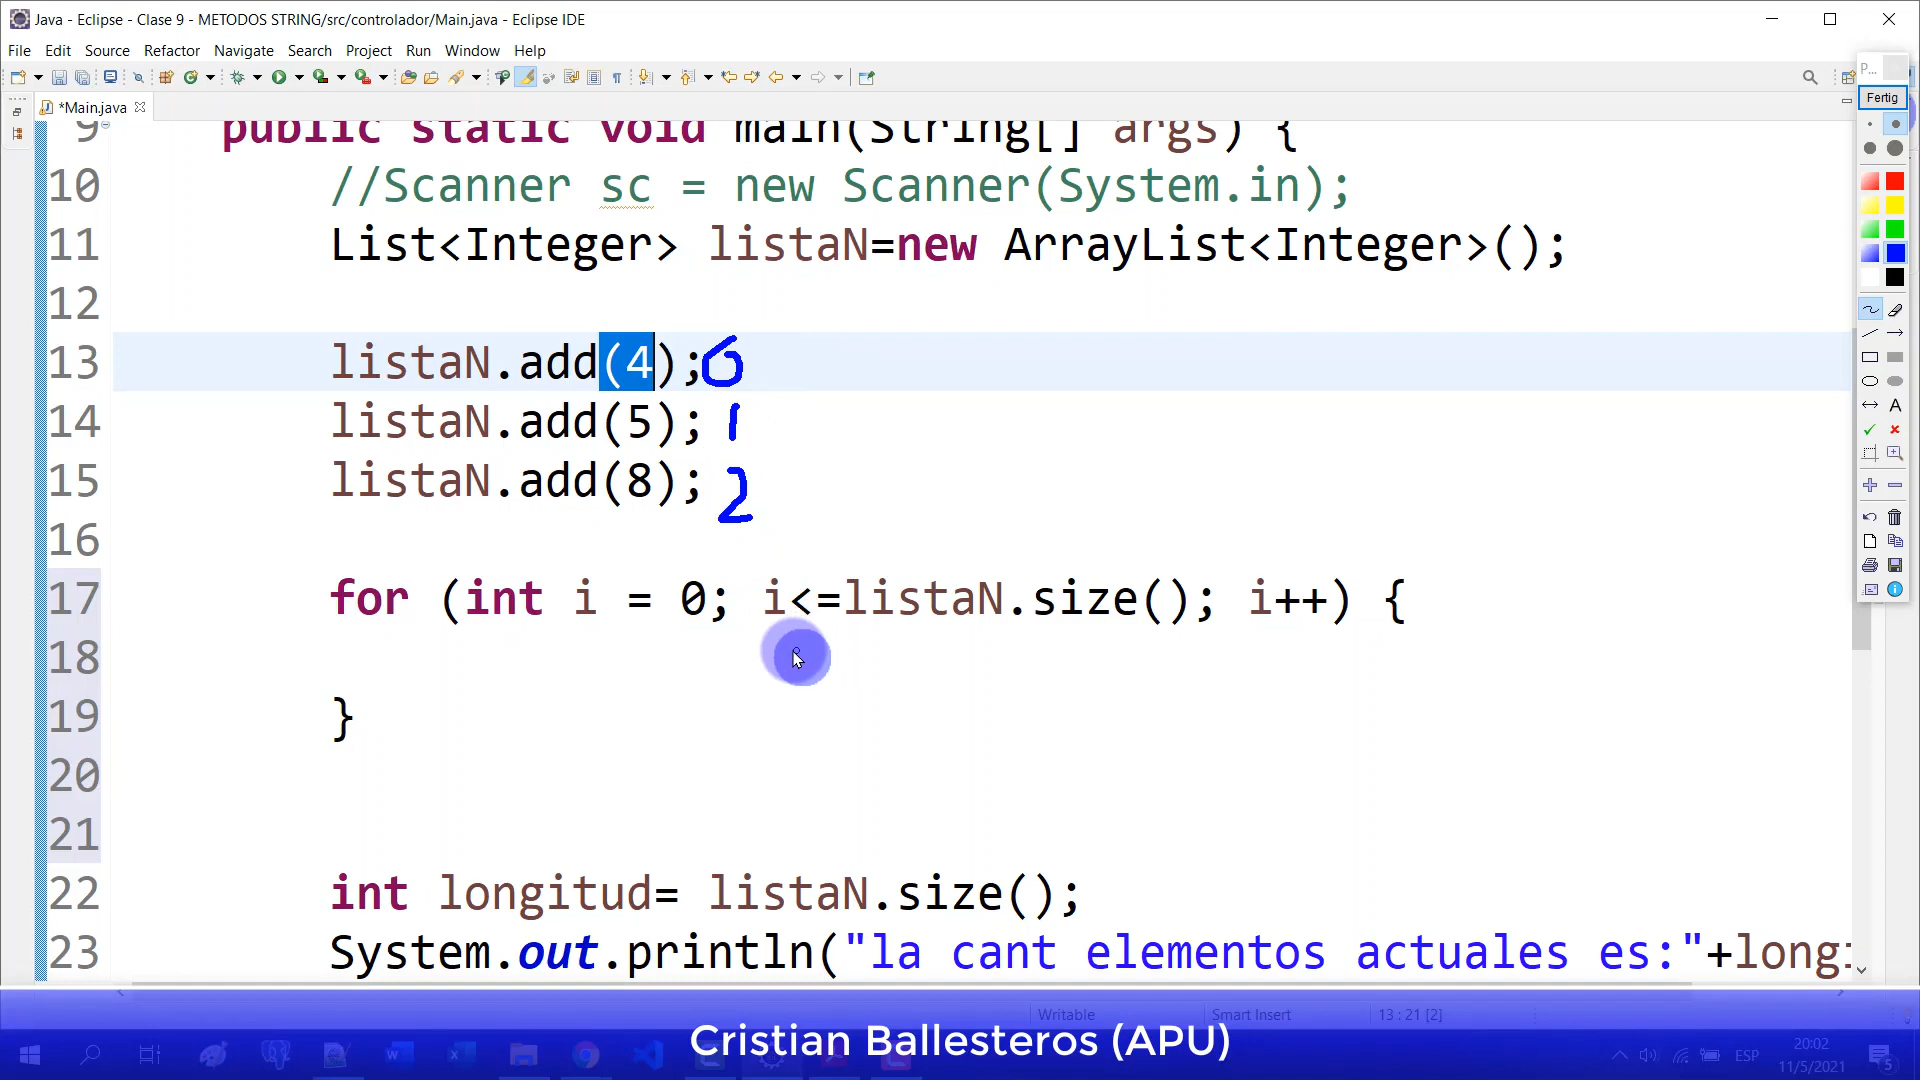 Java - Eclipse - Clase 9 - METODOS STRING/src/controlador/Main.java - Eclipse IDE
File Edit Source Refactor Navigate Search Project Run Window Help
P...
*Main.java
Fertig
9 public static void main(String[] args) {
10 //Scanner sc = new Scanner(System.in);
11 List<Integer> listaN=new ArrayList<Integer>();
12
13 listaN.add(4); 0
14 listaN.add(5); 1
15 listaN.add(8); 2
16
17 for (int i = 0; i<=listaN.size(); i++) {
18
19 }
20
21
22 int longitud= listaN.size();
23 System.out.println("la cant elementos actuales es:"+longi
Writable Smart Insert 13 : 21 [2]
Cristian Ballesteros (APU)
ESP
20:02
11/5/2021
5